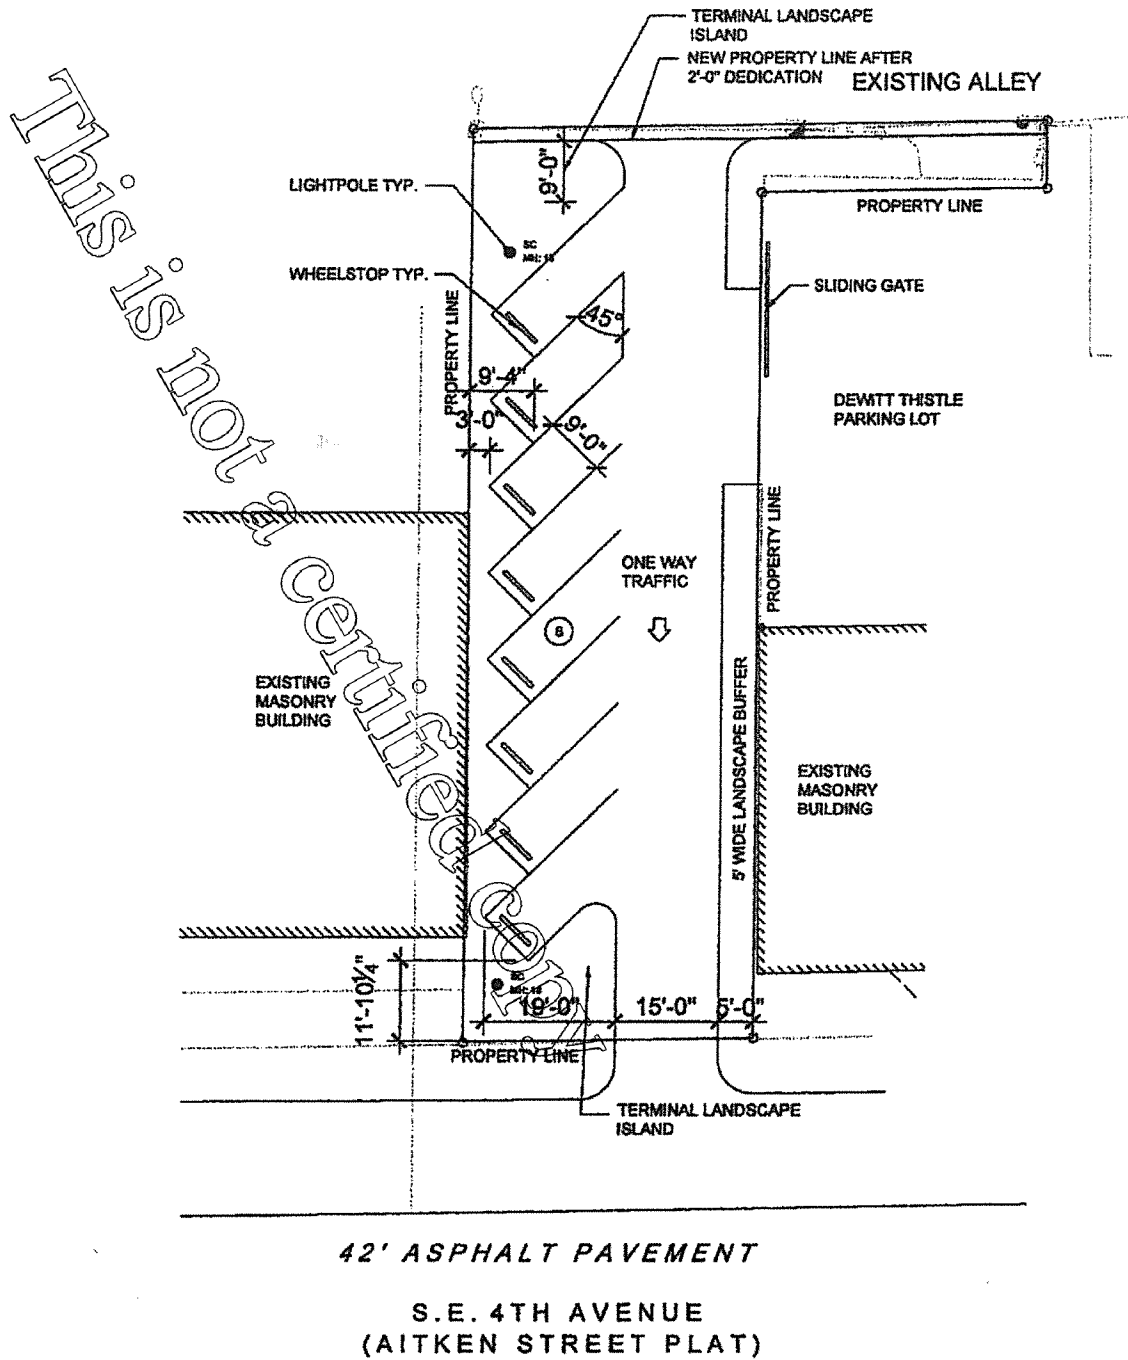 TERMINAL LANDSCAPE
ISLAND
NEW PROPERTY LINE AFTER
2'-0" DEDICATION
EXISTING ALLEY
9'-0"
LIGHTPOLE TYP.
PROPERTY LINE
SC
WHEELSTOP TYP.
SLIDING GATE
45°
PROPERTY LINE
9'-4"
DEWITT THISTLE
PARKING LOT
3'-0"
9'-0"
PROPERTY LINE
ONE WAY
TRAFFIC
8
EXISTING
MASONRY
BUILDING
5' WIDE LANDSCAPE BUFFER
EXISTING
MASONRY
BUILDING
11'-10¼"
SC
19'-0"
15'-0"
5'-0"
PROPERTY LINE
TERMINAL LANDSCAPE
ISLAND
42' ASPHALT PAVEMENT
S.E. 4TH AVENUE
(AITKEN STREET PLAT)
This is not a certified copy